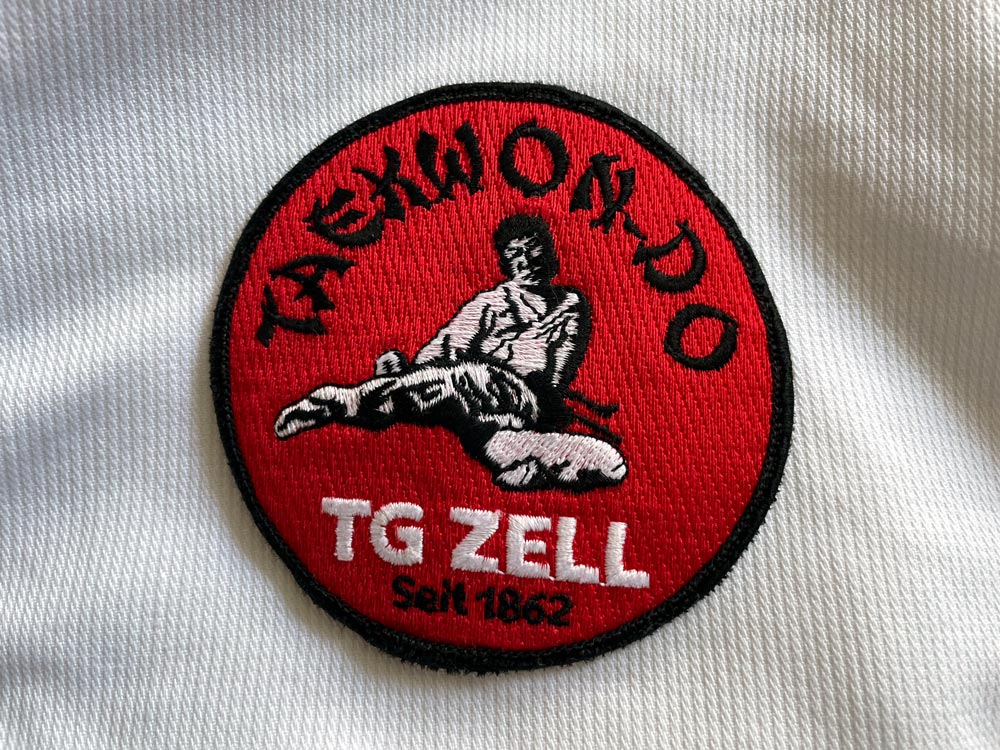 TAEKWON-DO
TG ZELL
Seit 1862